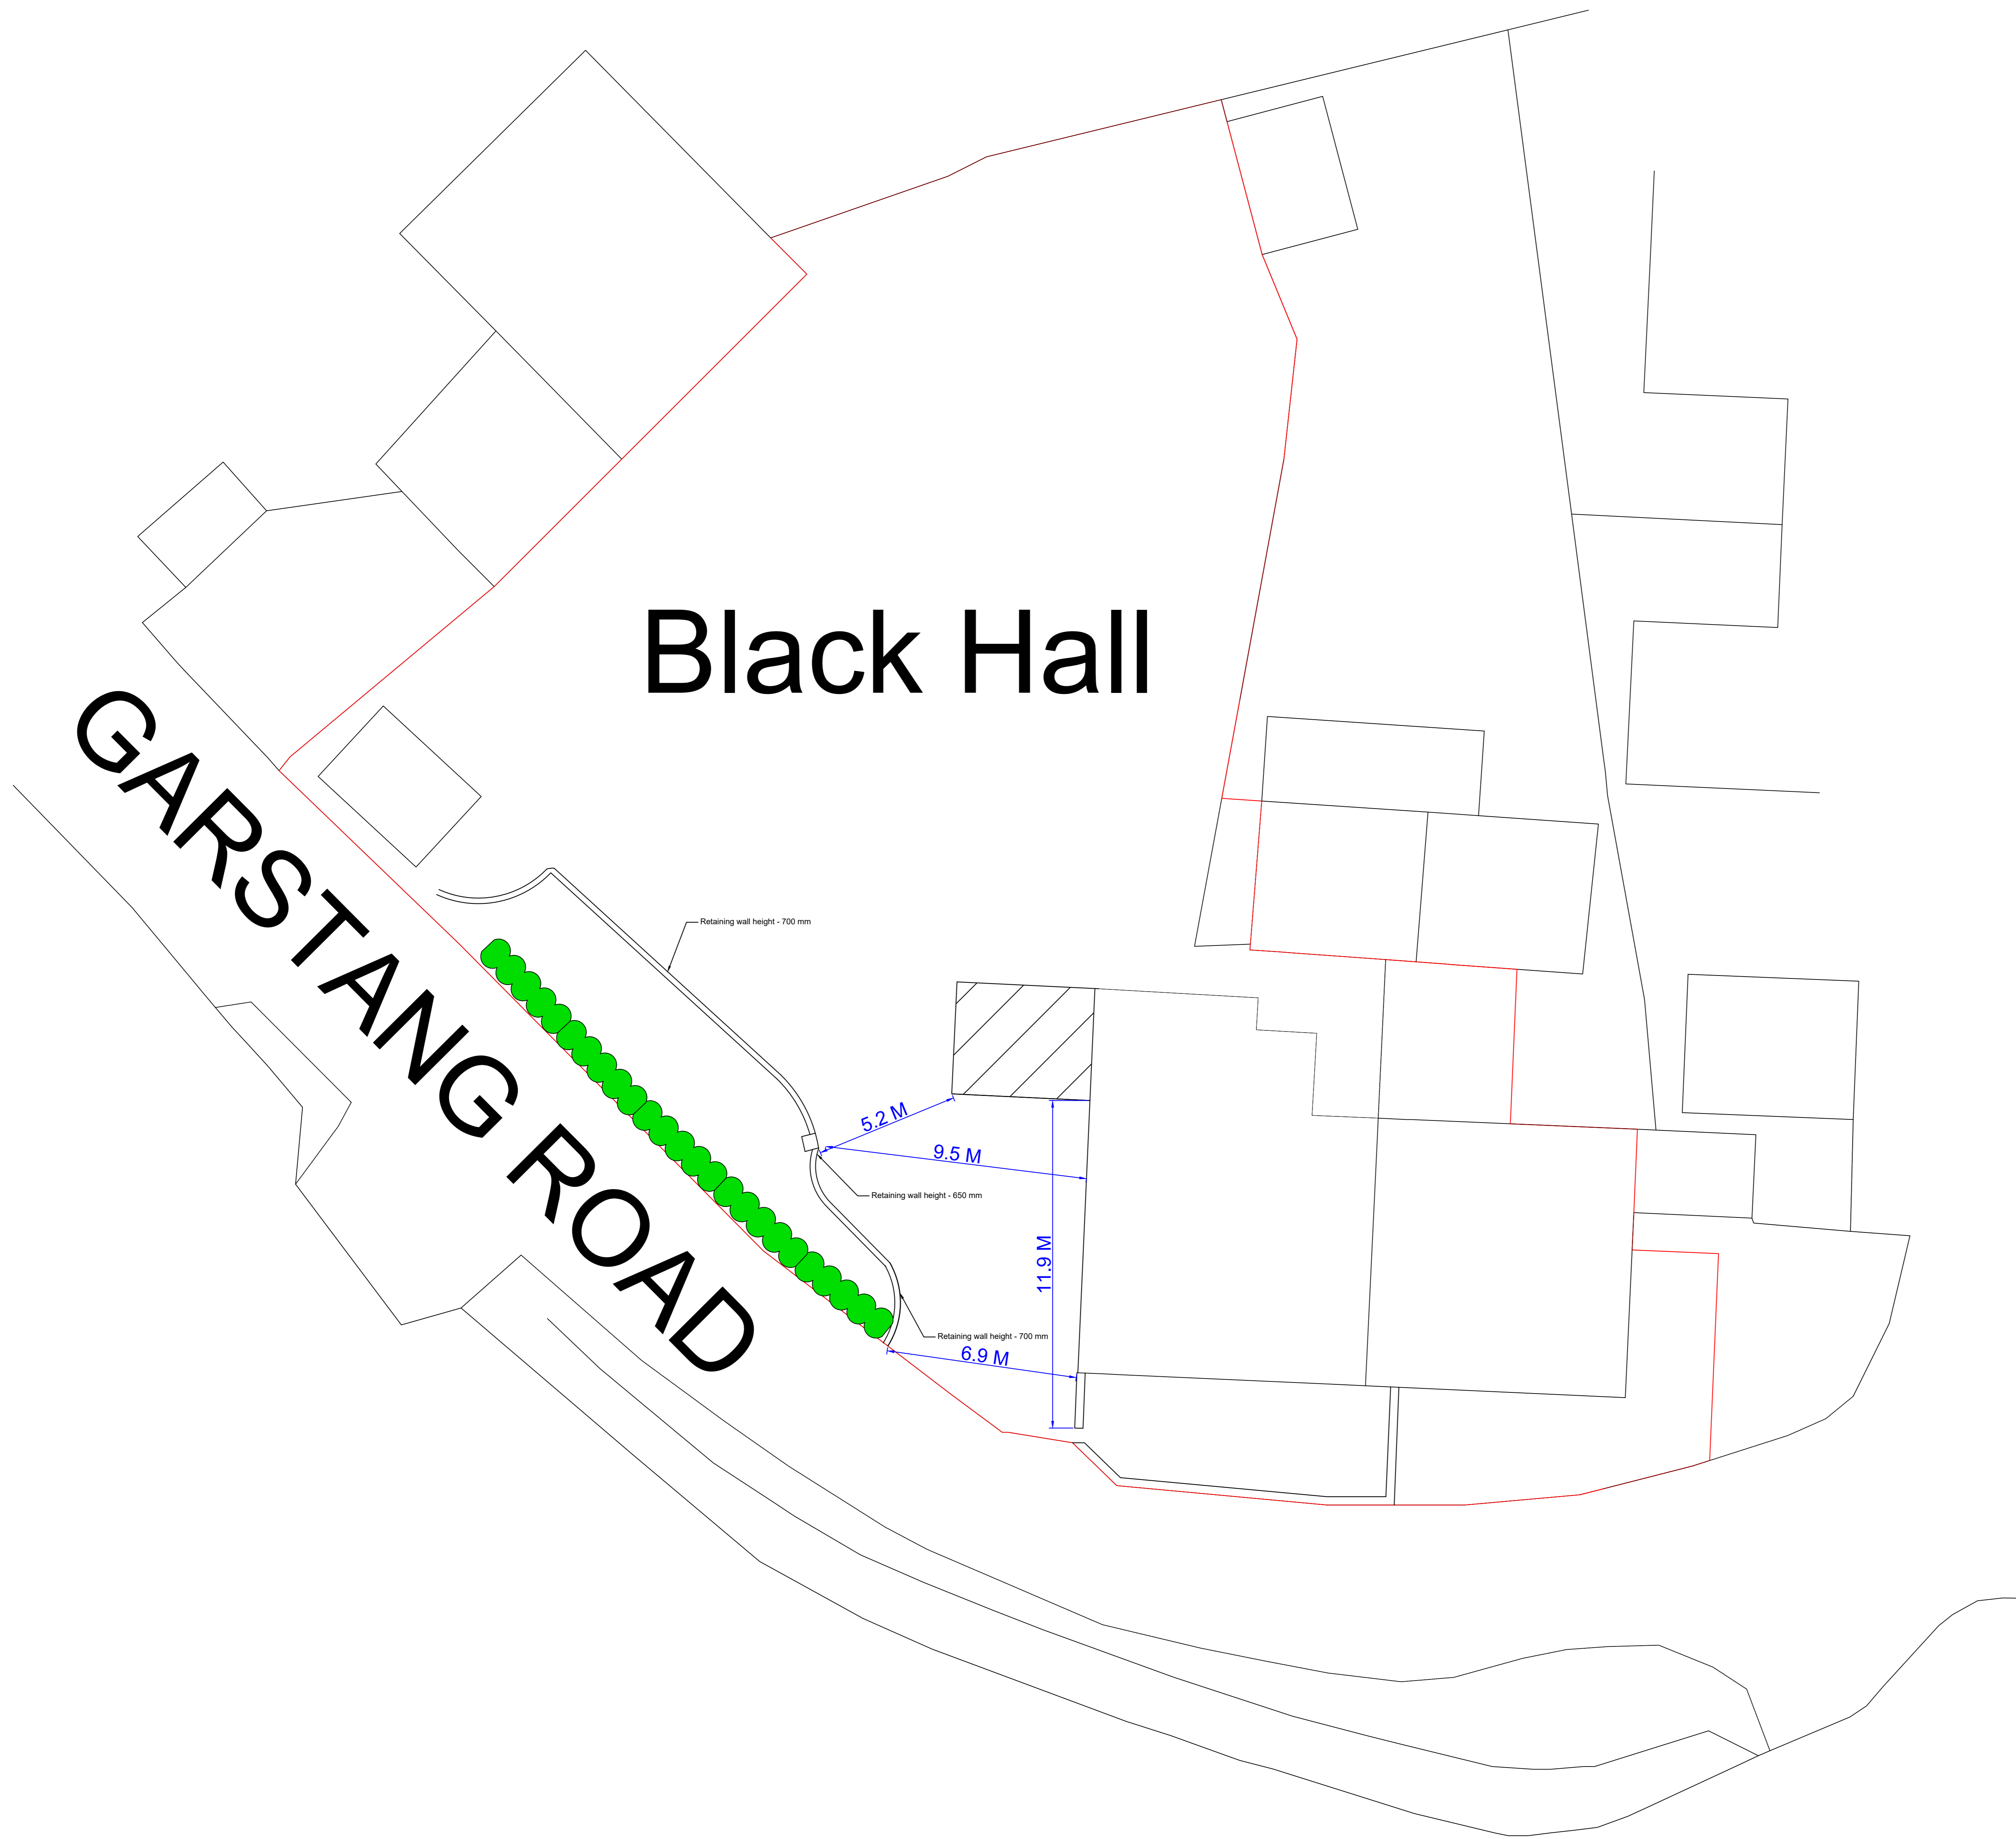 Black Hall
GARSTANG ROAD
Retaining wall height - 700 mm
5.2 M
9.5 M
Retaining wall height - 650 mm
11.9 M
Retaining wall height - 700 mm
6.9 M